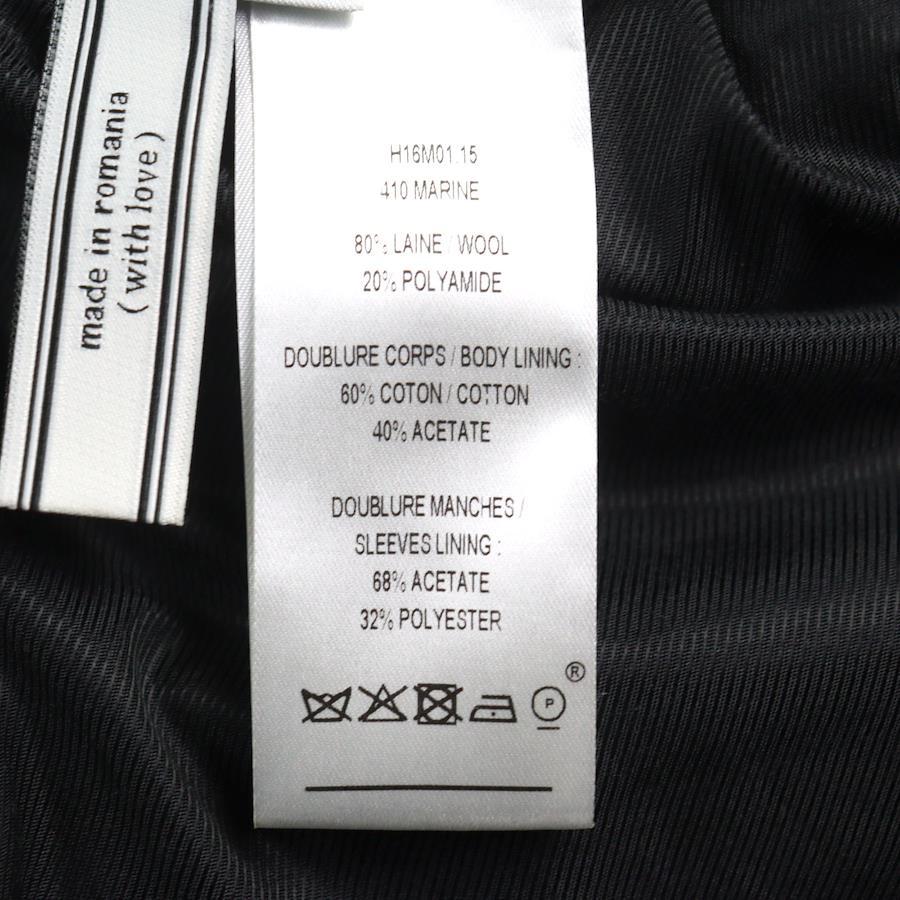 made in romania
( with love )
H16M01.15
410 MARINE
80% LAINE / WOOL
20% POLYAMIDE
DOUBLURE CORPS / BODY LINING :
60% COTON / COTTON
40% ACETATE
DOUBLURE MANCHES /
SLEEVES LINING :
68% ACETATE
32% POLYESTER
®
P